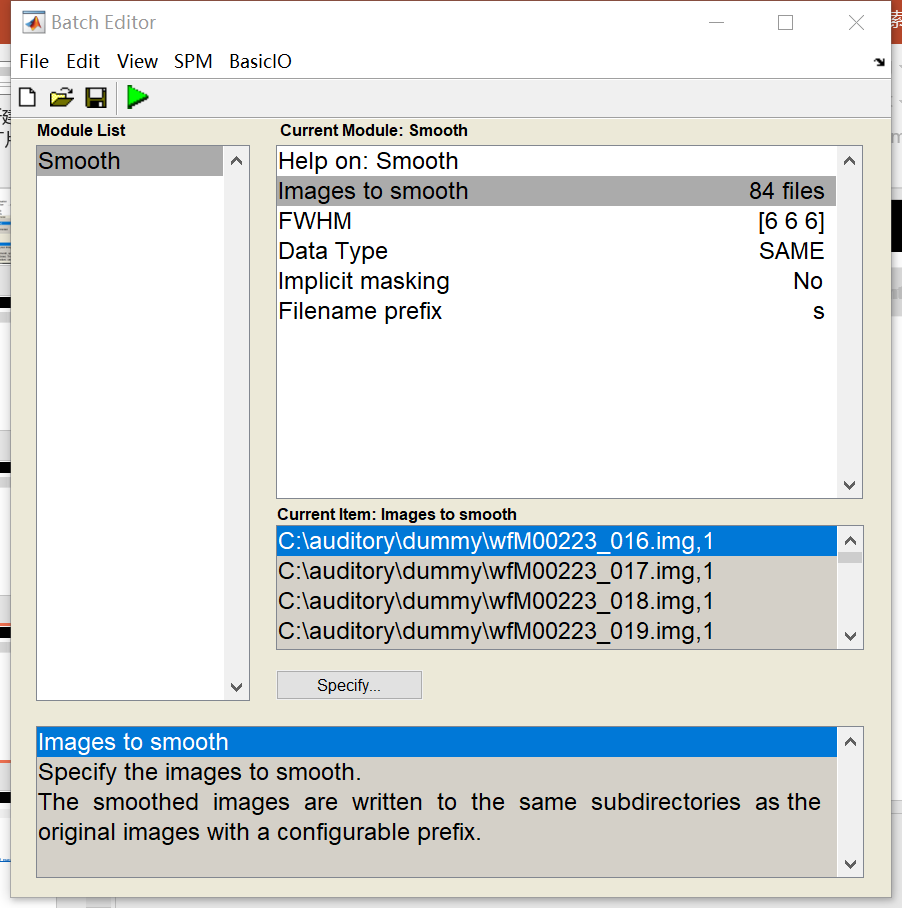 Batch Editor
File Edit View SPM BasicIO
Module List
Smooth
Current Module: Smooth
Help on: Smooth
Images to smooth 84 files
FWHM [6 6 6]
Data Type SAME
Implicit masking No
Filename prefix s
Current Item: Images to smooth
C:\auditory\dummy\wfM00223_016.img,1
C:\auditory\dummy\wfM00223_017.img,1
C:\auditory\dummy\wfM00223_018.img,1
C:\auditory\dummy\wfM00223_019.img,1
Specify...
Images to smooth
Specify the images to smooth.
The smoothed images are written to the same subdirectories as the
original images with a configurable prefix.